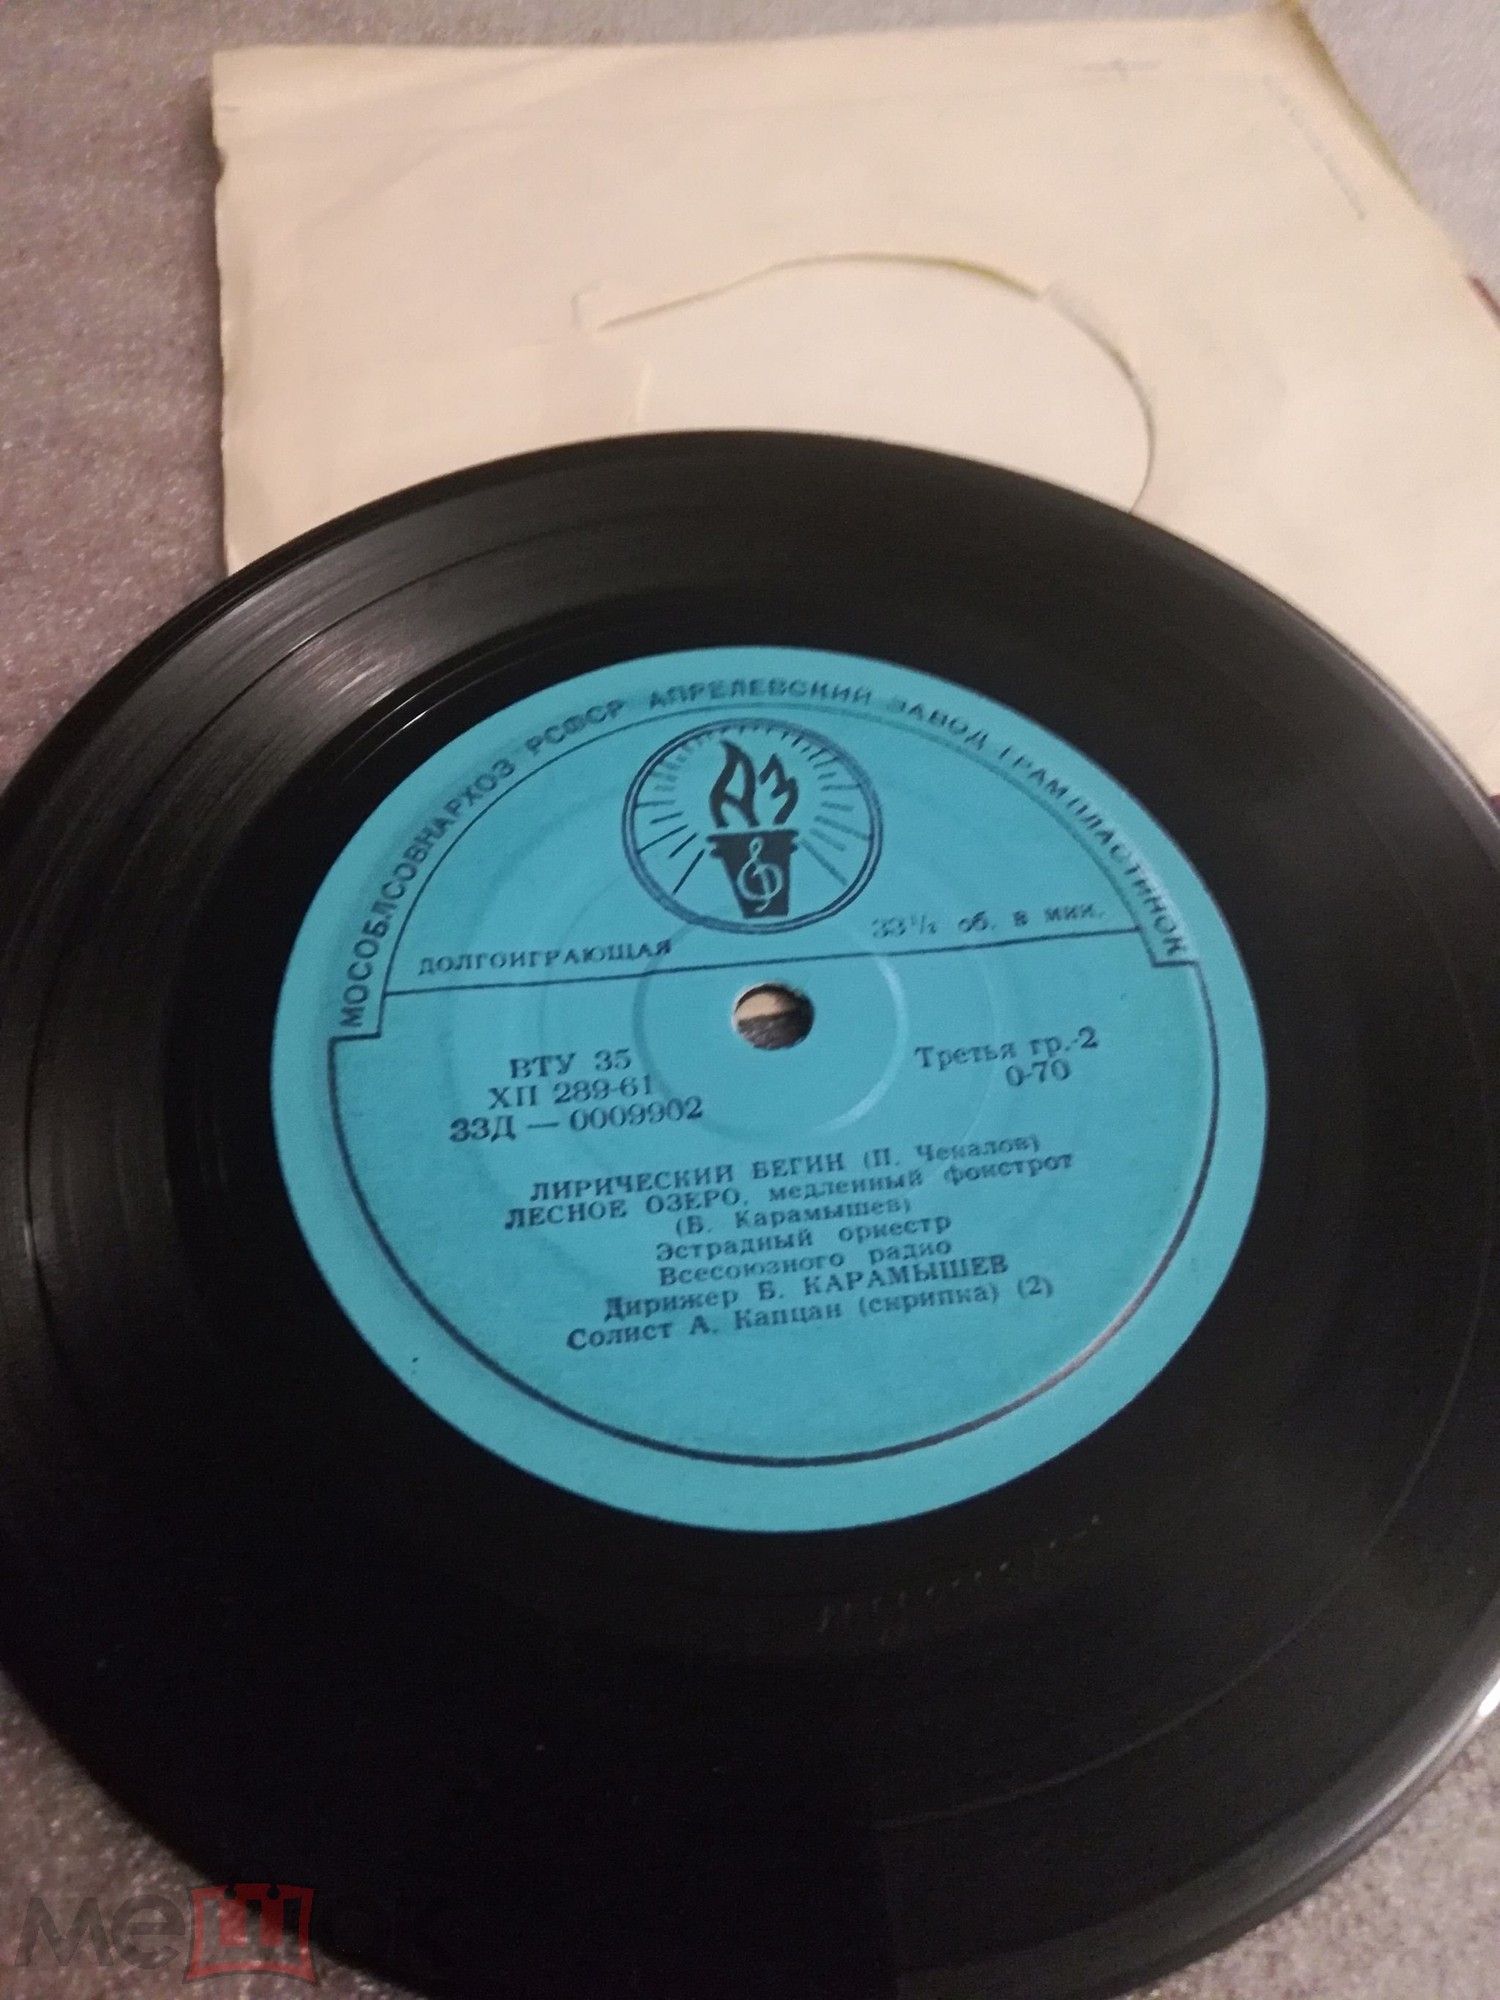 МОСОБЛСОВНАРХОЗ РСФСР АПРЕЛЕВСКИЙ ЗАВОД ГРАМПЛАСТИНОК
АЗ
ДОЛГОИГРАЮЩАЯ 33⅓ об. в мин.
ВТУ 35
ХП 289-61
33Д — 0009902
Третья гр.-2
0-70
ЛИРИЧЕСКИЙ БЕГИН (П. Чекалов)
ЛЕСНОЕ ОЗЕРО, медленный фокстрот
(Б. Карамышев)
Эстрадный оркестр
Всесоюзного радио
Дирижер Б. КАРАМЫШЕВ
Солист А. Капцан (скрипка) (2)
мешок